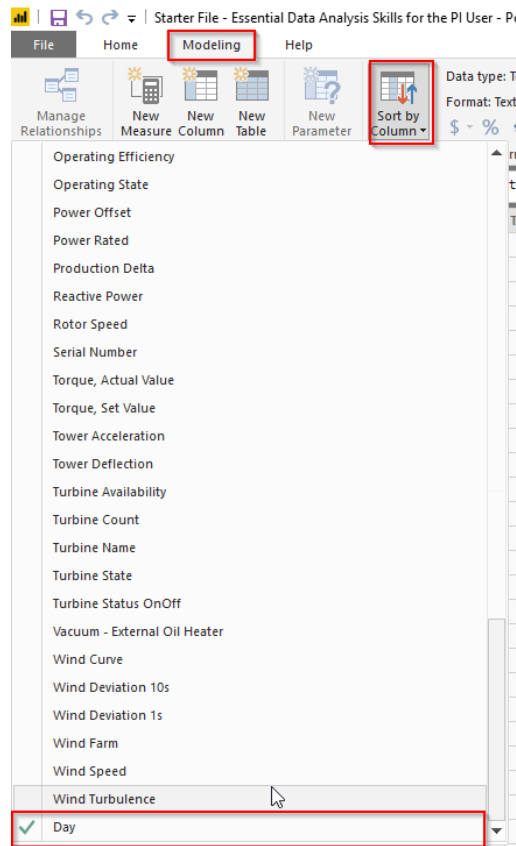 Starter File - Essential Data Analysis Skills for the PI User - P
File Home Modeling Help
Manage Relationships
New Measure
New Column
New Table
New Parameter
Sort by Column
Data type: T
Format: Text
$ - %
Operating Efficiency
Operating State
Power Offset
Power Rated
Production Delta
Reactive Power
Rotor Speed
Serial Number
Torque, Actual Value
Torque, Set Value
Tower Acceleration
Tower Deflection
Turbine Availability
Turbine Count
Turbine Name
Turbine State
Turbine Status OnOff
Vacuum - External Oil Heater
Wind Curve
Wind Deviation 10s
Wind Deviation 1s
Wind Farm
Wind Speed
Wind Turbulence
Day